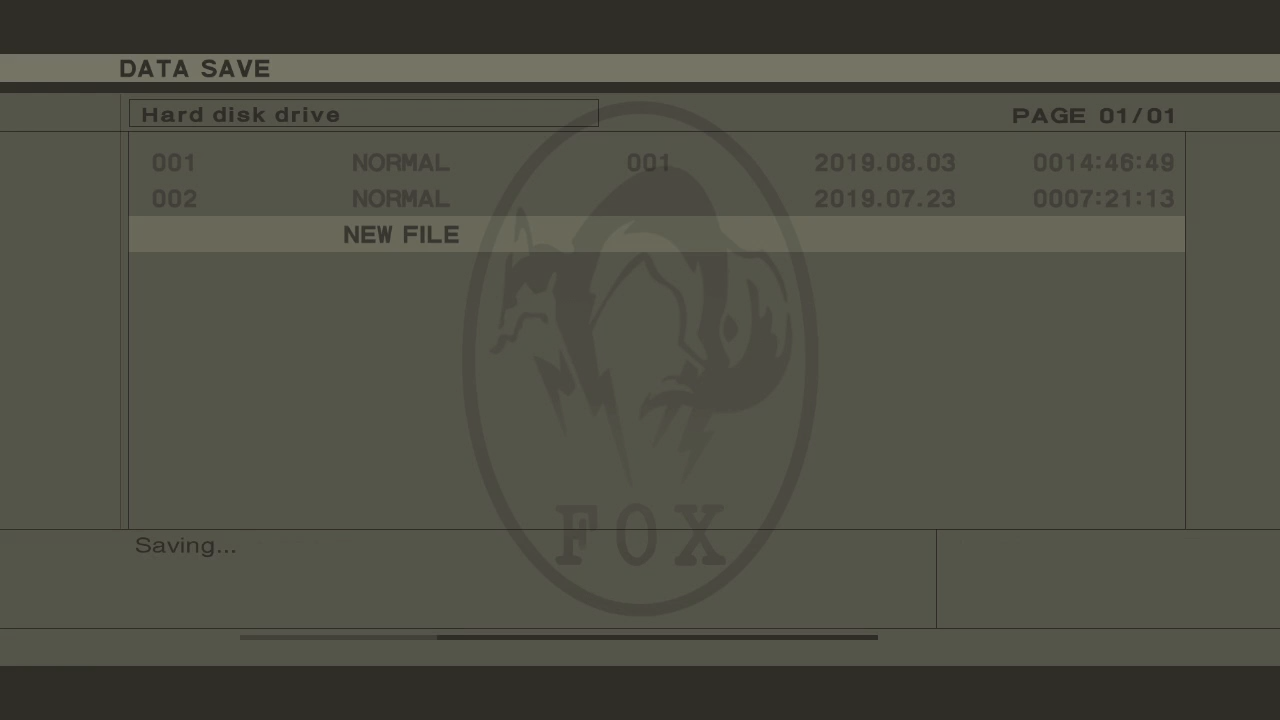 DATA SAVE
Hard disk drive PAGE 01/01
001 NORMAL 001 2019.08.03 0014:46:49
002 NORMAL 2019.07.23 0007:21:13
NEW FILE
FOX
Saving...